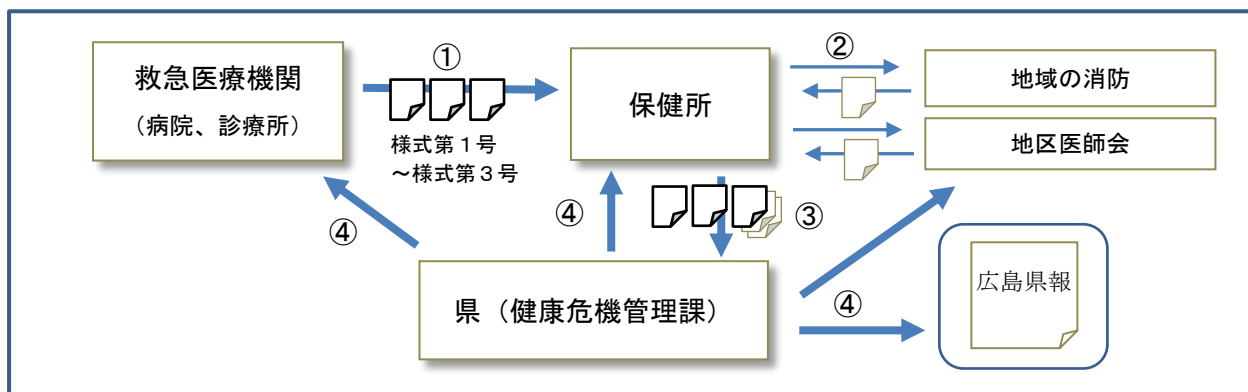 ①
②
救急医療機関
(病院、診療所)
保健所
地域の消防
地区医師会
様式第1号
~様式第3号
④
④
③
県(健康危機管理課)
④
広島県報